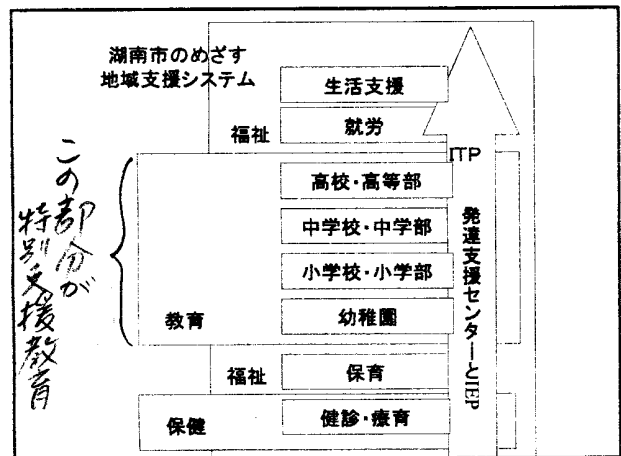 湖南市のめざす
地域支援システム
生活支援
福祉
就労
ITP
高校・高等部
中学校・中学部
小学校・小学部
教育
幼稚園
福祉
保育
保健
健診・療育
発達支援センターとIEP
この部分が
特別支援教育